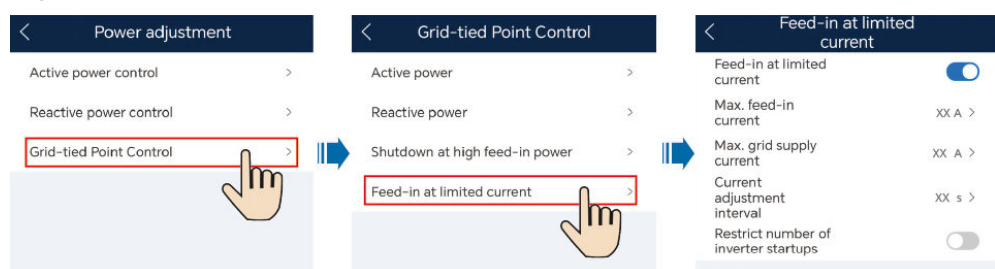 Power adjustment
Active power control
Reactive power control
Grid-tied Point Control
Grid-tied Point Control
Active power
Reactive power
Shutdown at high feed-in power
Feed-in at limited current
Feed-in at limited
current
Feed-in at limited
current
Max. feed-in
current
XX A
Max. grid supply
current
XX A
Current
adjustment
interval
XX s
Restrict number of
inverter startups